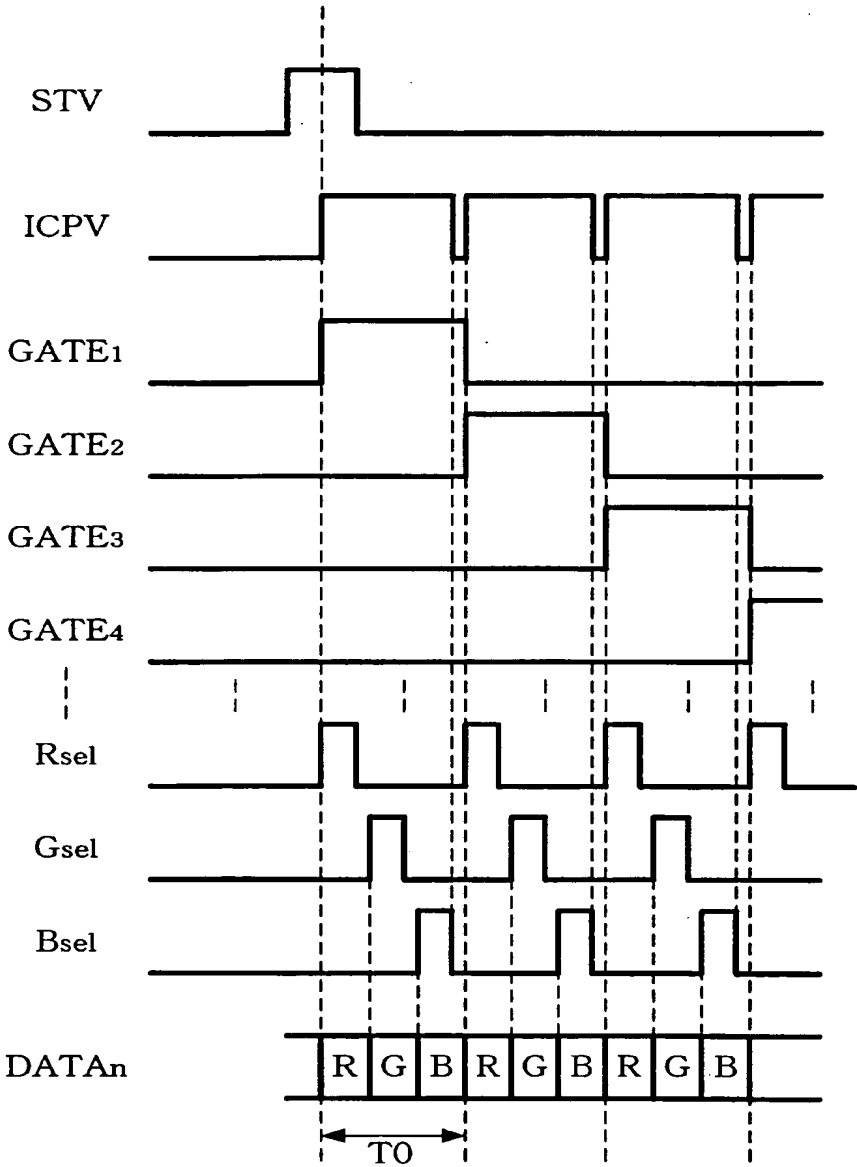 STV
ICPV
GATE1
GATE2
GATE3
GATE4
Rsel
Gsel
Bsel
DATAn R G B R G B R G B
T0